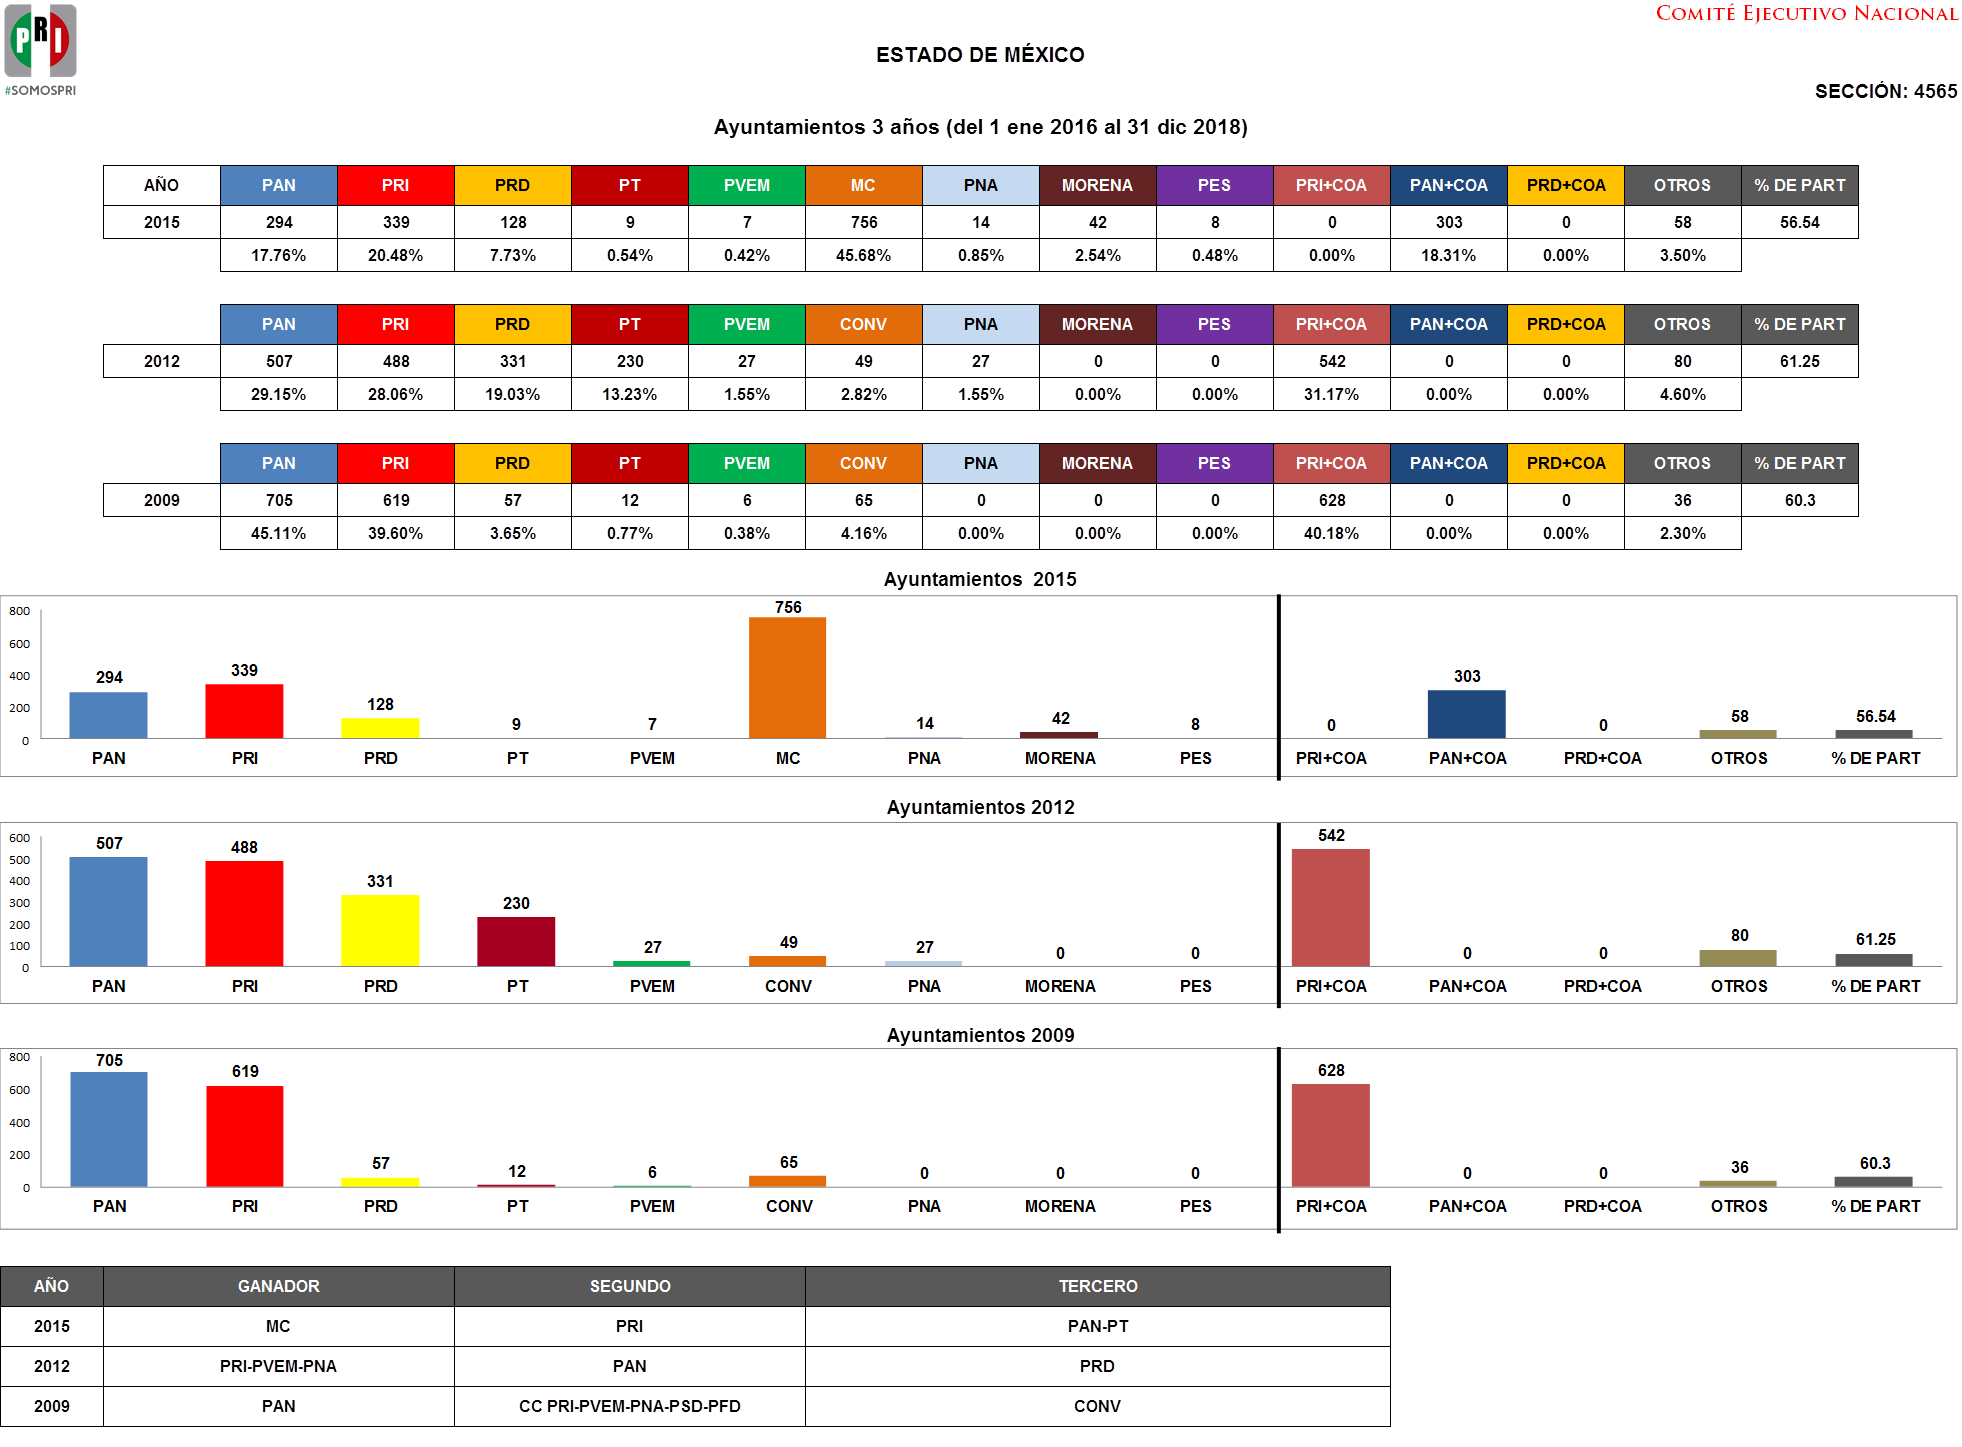 PRI
#SOMOSPRI
COMITÉ EJECUTIVO NACIONAL
ESTADO DE MÉXICO
SECCIÓN: 4565
Ayuntamientos 3 años (del 1 ene 2016 al 31 dic 2018)
AÑO PAN PRI PRD PT PVEM MC PNA MORENA PES PRI+COA PAN+COA PRD+COA OTROS % DE PART
2015 294 339 128 9 7 756 14 42 8 0 303 0 58 56.54
17.76% 20.48% 7.73% 0.54% 0.42% 45.68% 0.85% 2.54% 0.48% 0.00% 18.31% 0.00% 3.50%
PAN PRI PRD PT PVEM CONV PNA MORENA PES PRI+COA PAN+COA PRD+COA OTROS % DE PART
2012 507 488 331 230 27 49 27 0 0 542 0 0 80 61.25
29.15% 28.06% 19.03% 13.23% 1.55% 2.82% 1.55% 0.00% 0.00% 31.17% 0.00% 0.00% 4.60%
PAN PRI PRD PT PVEM CONV PNA MORENA PES PRI+COA PAN+COA PRD+COA OTROS % DE PART
2009 705 619 57 12 6 65 0 0 0 628 0 0 36 60.3
45.11% 39.60% 3.65% 0.77% 0.38% 4.16% 0.00% 0.00% 0.00% 40.18% 0.00% 0.00% 2.30%
Ayuntamientos 2015
800
600
400
200
0
294 339 128 9 7 756 14 42 8 0 303 0 58 56.54
PAN PRI PRD PT PVEM MC PNA MORENA PES PRI+COA PAN+COA PRD+COA OTROS % DE PART
Ayuntamientos 2012
600
500
400
300
200
100
0
507 488 331 230 27 49 27 0 0 542 0 0 80 61.25
PAN PRI PRD PT PVEM CONV PNA MORENA PES PRI+COA PAN+COA PRD+COA OTROS % DE PART
Ayuntamientos 2009
800
600
400
200
0
705 619 57 12 6 65 0 0 0 628 0 0 36 60.3
PAN PRI PRD PT PVEM CONV PNA MORENA PES PRI+COA PAN+COA PRD+COA OTROS % DE PART
AÑO GANADOR SEGUNDO TERCERO
2015 MC PRI PAN-PT
2012 PRI-PVEM-PNA PAN PRD
2009 PAN CC PRI-PVEM-PNA-PSD-PFD CONV